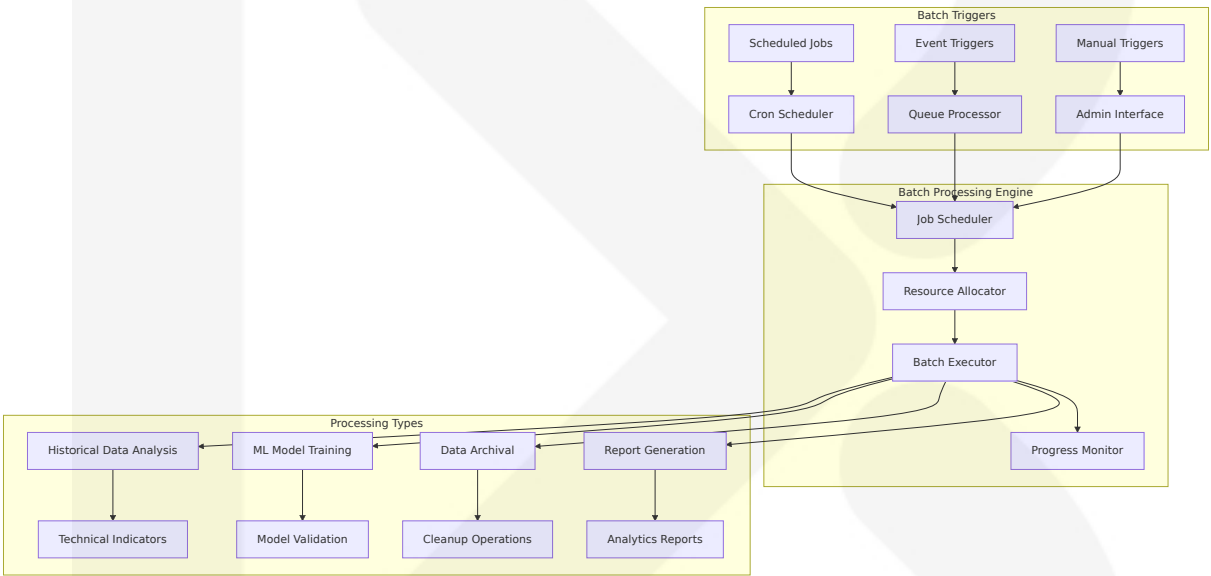 Batch Triggers
Scheduled Jobs
Event Triggers
Manual Triggers
Cron Scheduler
Queue Processor
Admin Interface
Batch Processing Engine
Job Scheduler
Resource Allocator
Batch Executor
Progress Monitor
Processing Types
Historical Data Analysis
ML Model Training
Data Archival
Report Generation
Technical Indicators
Model Validation
Cleanup Operations
Analytics Reports